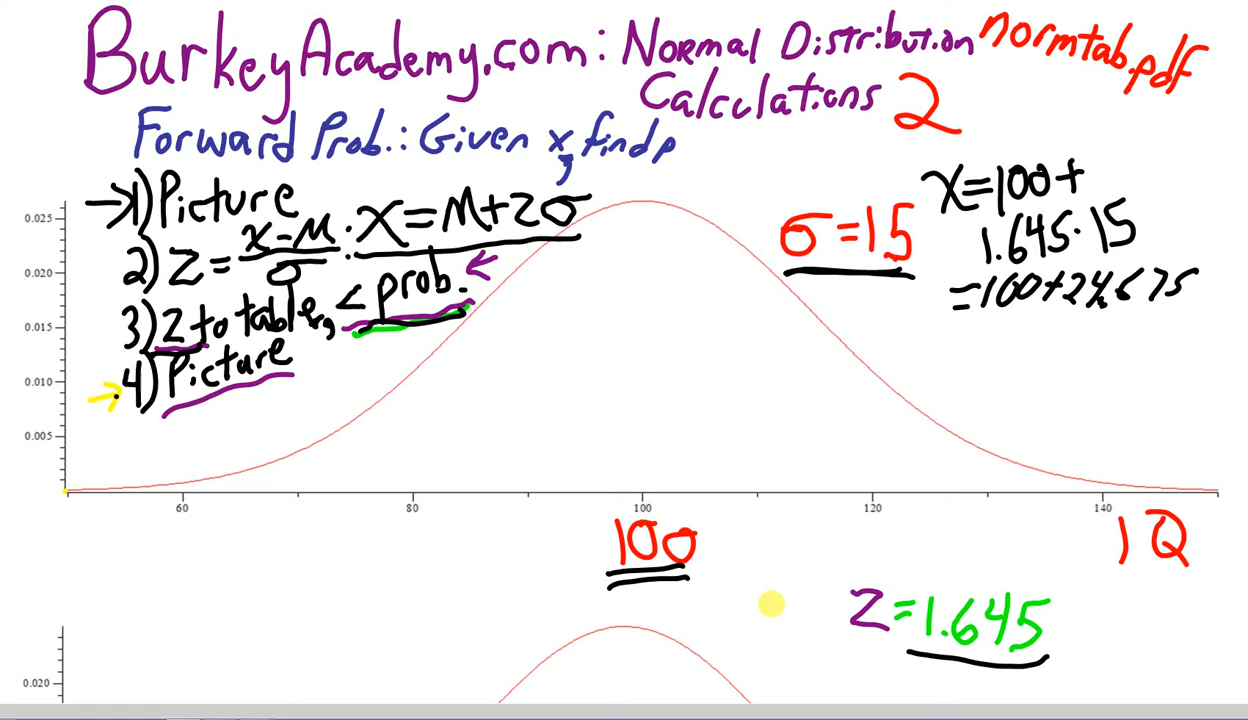 BurkeyAcademy.com: Normal Distribution normtab.pdf
Calculations 2
Forward Prob.: Given x, find p
→1) Picture
2) Z = x-M/σ · X = M+Zσ
3) Z to table, < prob.
4) Picture
σ = 15
x = 100 +
1.645 · 15
= 100 + 24.675
0.025
0.020
0.015
0.010
0.005
60 80 100 120 140
100
IQ
Z = 1.645
0.020